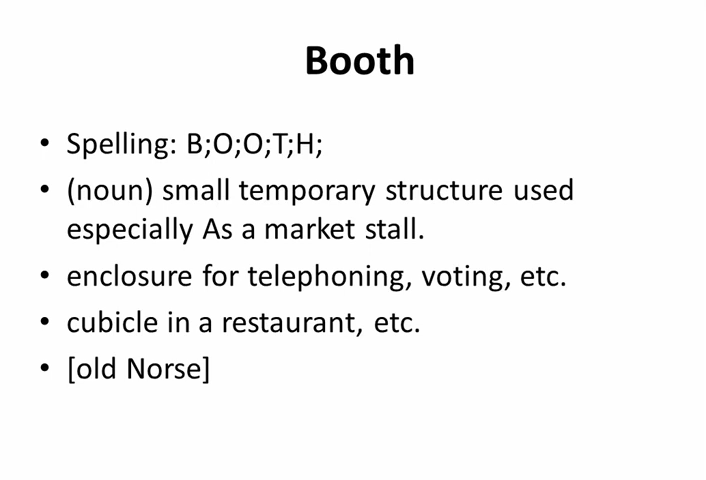 Booth
• Spelling: B;O;O;T;H;
• (noun) small temporary structure used
especially As a market stall.
• enclosure for telephoning, voting, etc.
• cubicle in a restaurant, etc.
• [old Norse]